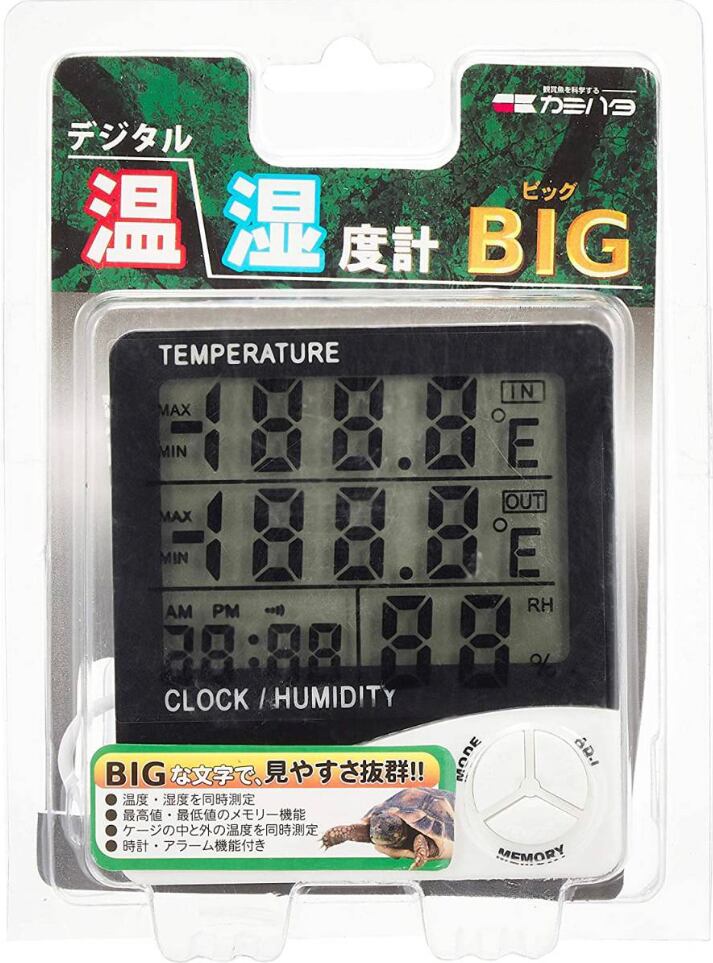 観賞魚を科学する
カミハタ
デジタル
温湿度計
ビッグ
BIG
TEMPERATURE
MAX
-188.8
MIN
IN
°E
MAX
-188.8
MIN
OUT
°E
AM PM
88:88
88
RH
%
CLOCK / HUMIDITY
BIGな文字で、見やすさ抜群!!
● 温度・湿度を同時測定
● 最高値・最低値のメモリー機能
● ケージの中と外の温度を同時測定
● 時計・アラーム機能付き
MODE
ADJ
MEMORY